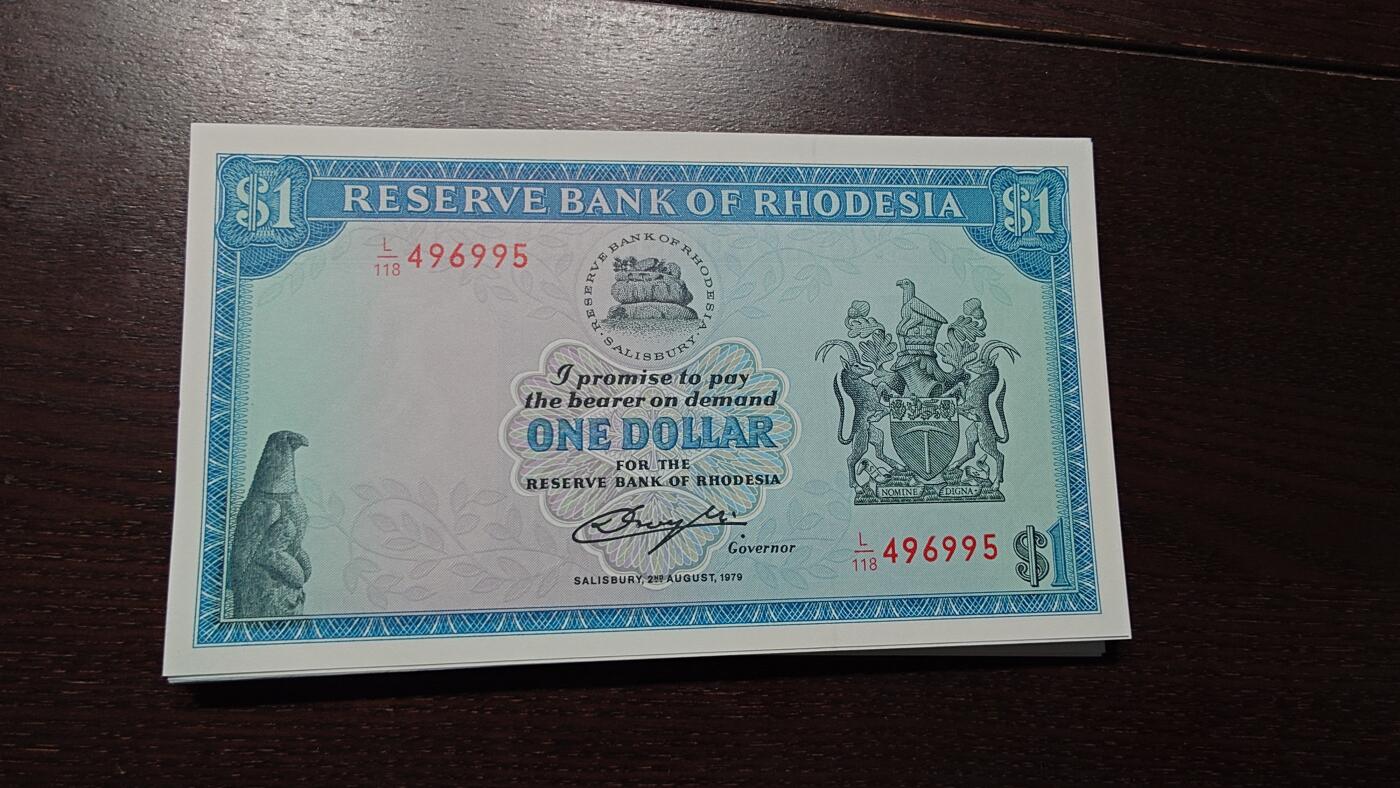 $1 RESERVE BANK OF RHODESIA $1
L/118 496995
RESERVE BANK OF RHODESIA
· SALISBURY ·
I promise to pay
the bearer on demand
ONE DOLLAR
FOR THE
RESERVE BANK OF RHODESIA
NOMINE DIGNA
Governor
L/118 496995
$1
SALISBURY, 2ND AUGUST, 1979